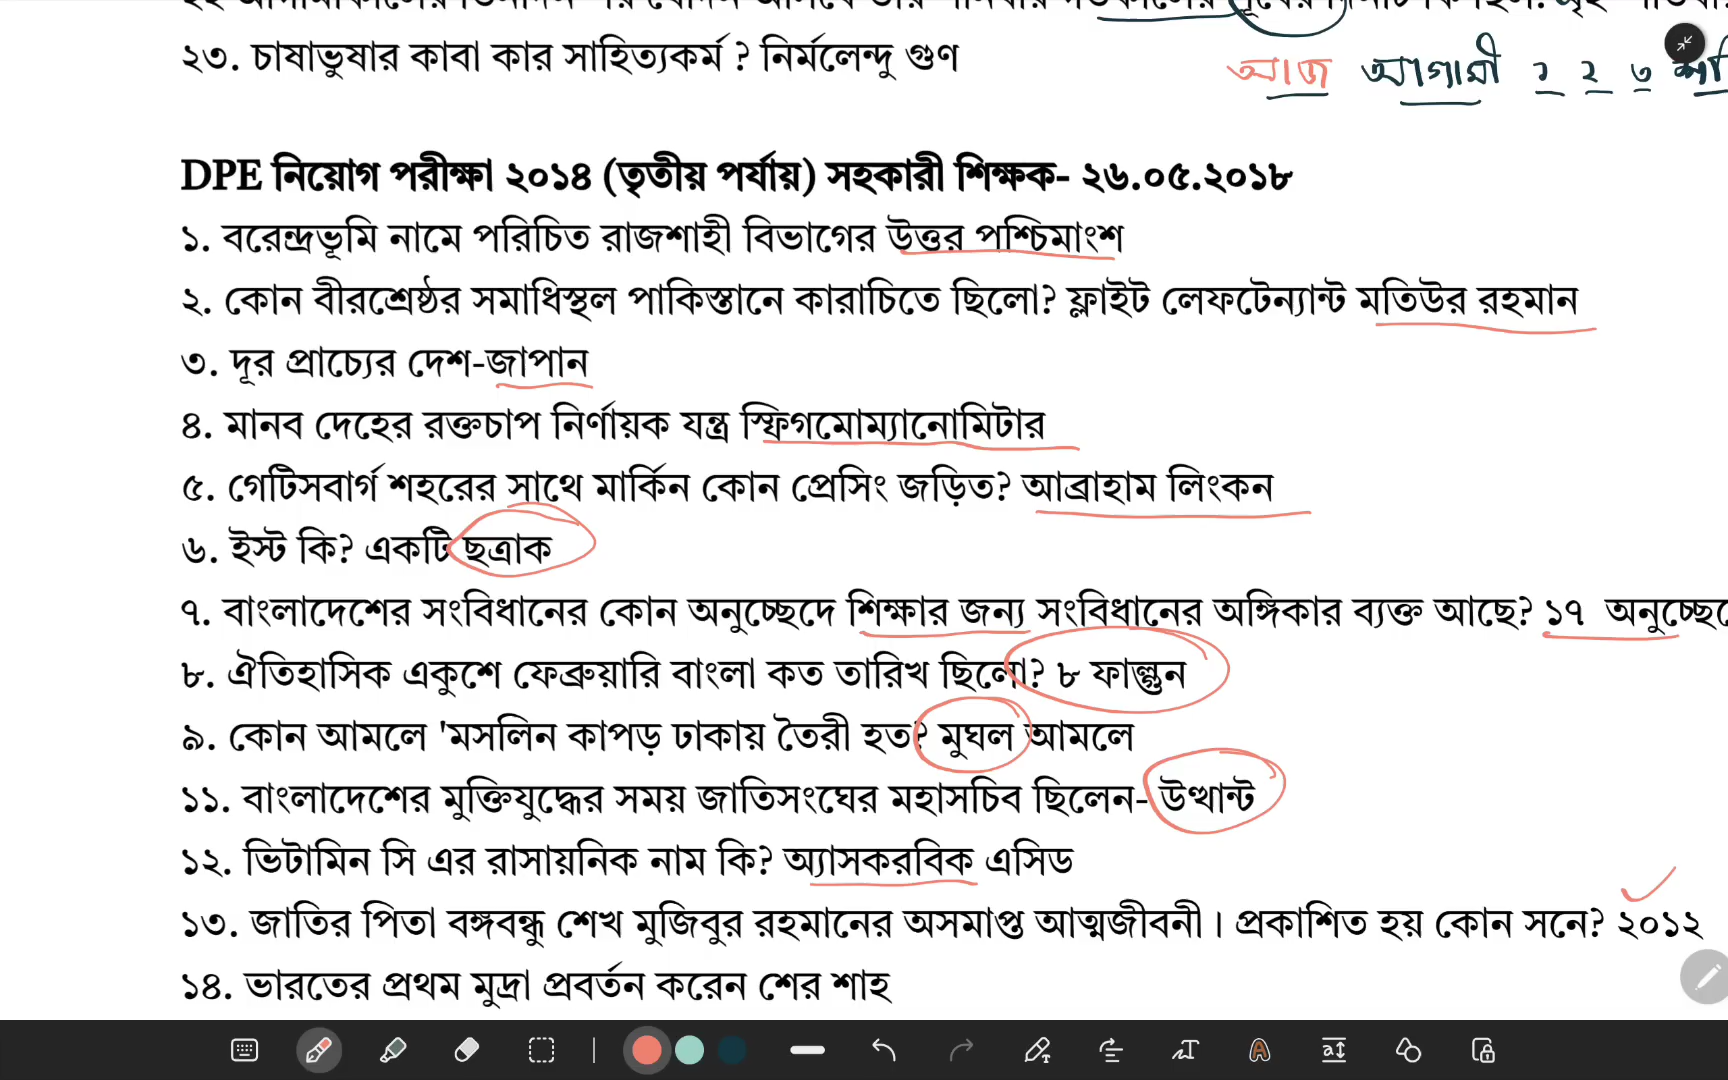 ২৩. চাষাভুষার কাবা কার সাহিত্যকর্ম ? নির্মলেন্দু গুণ
আজ আগামী ১ ২ ৩
DPE নিয়োগ পরীক্ষা ২০১৪ (তৃতীয় পর্যায়) সহকারী শিক্ষক- ২৬.০৫.২০১৮
১. বরেন্দ্রভূমি নামে পরিচিত রাজশাহী বিভাগের উত্তর পশ্চিমাংশ
২. কোন বীরশ্রেষ্ঠর সমাধিস্থল পাকিস্তানে কারাচিতে ছিলো? ফ্লাইট লেফটেন্যান্ট মতিউর রহমান
৩. দূর প্রাচ্যের দেশ-জাপান
৪. মানব দেহের রক্তচাপ নির্ণায়ক যন্ত্র স্ফিগমোম্যানোমিটার
৫. গেটিসবার্গ শহরের সাথে মার্কিন কোন প্রেসিং জড়িত? আব্রাহাম লিংকন
৬. ইস্ট কি? একটি ছত্রাক
৭. বাংলাদেশের সংবিধানের কোন অনুচ্ছেদে শিক্ষার জন্য সংবিধানের অঙ্গিকার ব্যক্ত আছে? ১৭ অনুচ্ছে
৮. ঐতিহাসিক একুশে ফেব্রুয়ারি বাংলা কত তারিখ ছিলো? ৮ ফাল্গুন
৯. কোন আমলে 'মসলিন কাপড় ঢাকায় তৈরী হত? মুঘল আমলে
১১. বাংলাদেশের মুক্তিযুদ্ধের সময় জাতিসংঘের মহাসচিব ছিলেন- উত্থান্ট
১২. ভিটামিন সি এর রাসায়নিক নাম কি? অ্যাসকরবিক এসিড
১৩. জাতির পিতা বঙ্গবন্ধু শেখ মুজিবুর রহমানের অসমাপ্ত আত্মজীবনী। প্রকাশিত হয় কোন সনে? ২০১২
১৪. ভারতের প্রথম মুদ্রা প্রবর্তন করেন শের শাহ